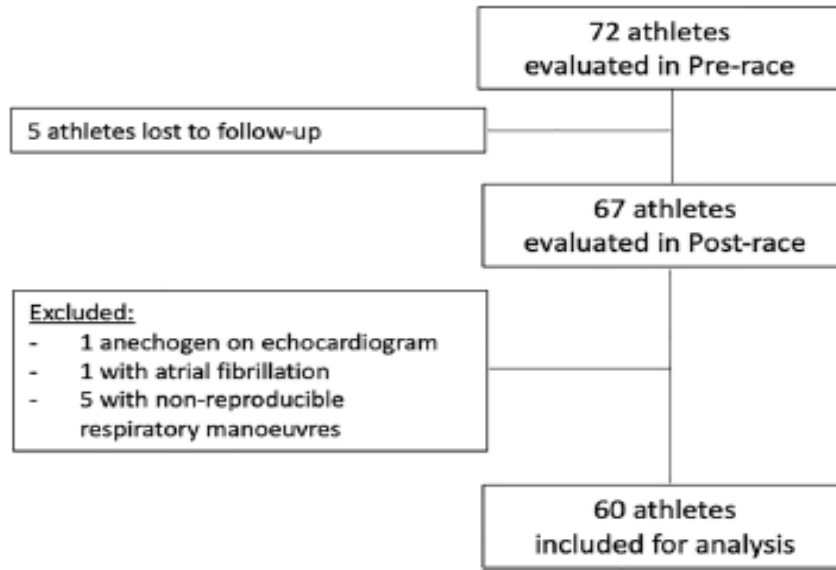 72 athletes
evaluated in Pre-race
5 athletes lost to follow-up
67 athletes
evaluated in Post-race
Excluded:
- 1 anechogen on echocardiogram
- 1 with atrial fibrillation
- 5 with non-reproducible
respiratory manoeuvres
60 athletes
included for analysis